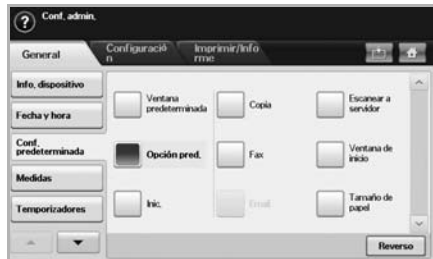 ? Conf. admin.
General
Configuració
n
Imprimir/Info
rme
Info. dispositivo
Fecha y hora
Conf.
predeterminada
Medidas
Temporizadores
Ventana
predeterminada
Copia
Escanear a
servidor
Opción pred.
Fax
Ventana de
inicio
Inic.
Email
Tamaño de
papel
Reverso